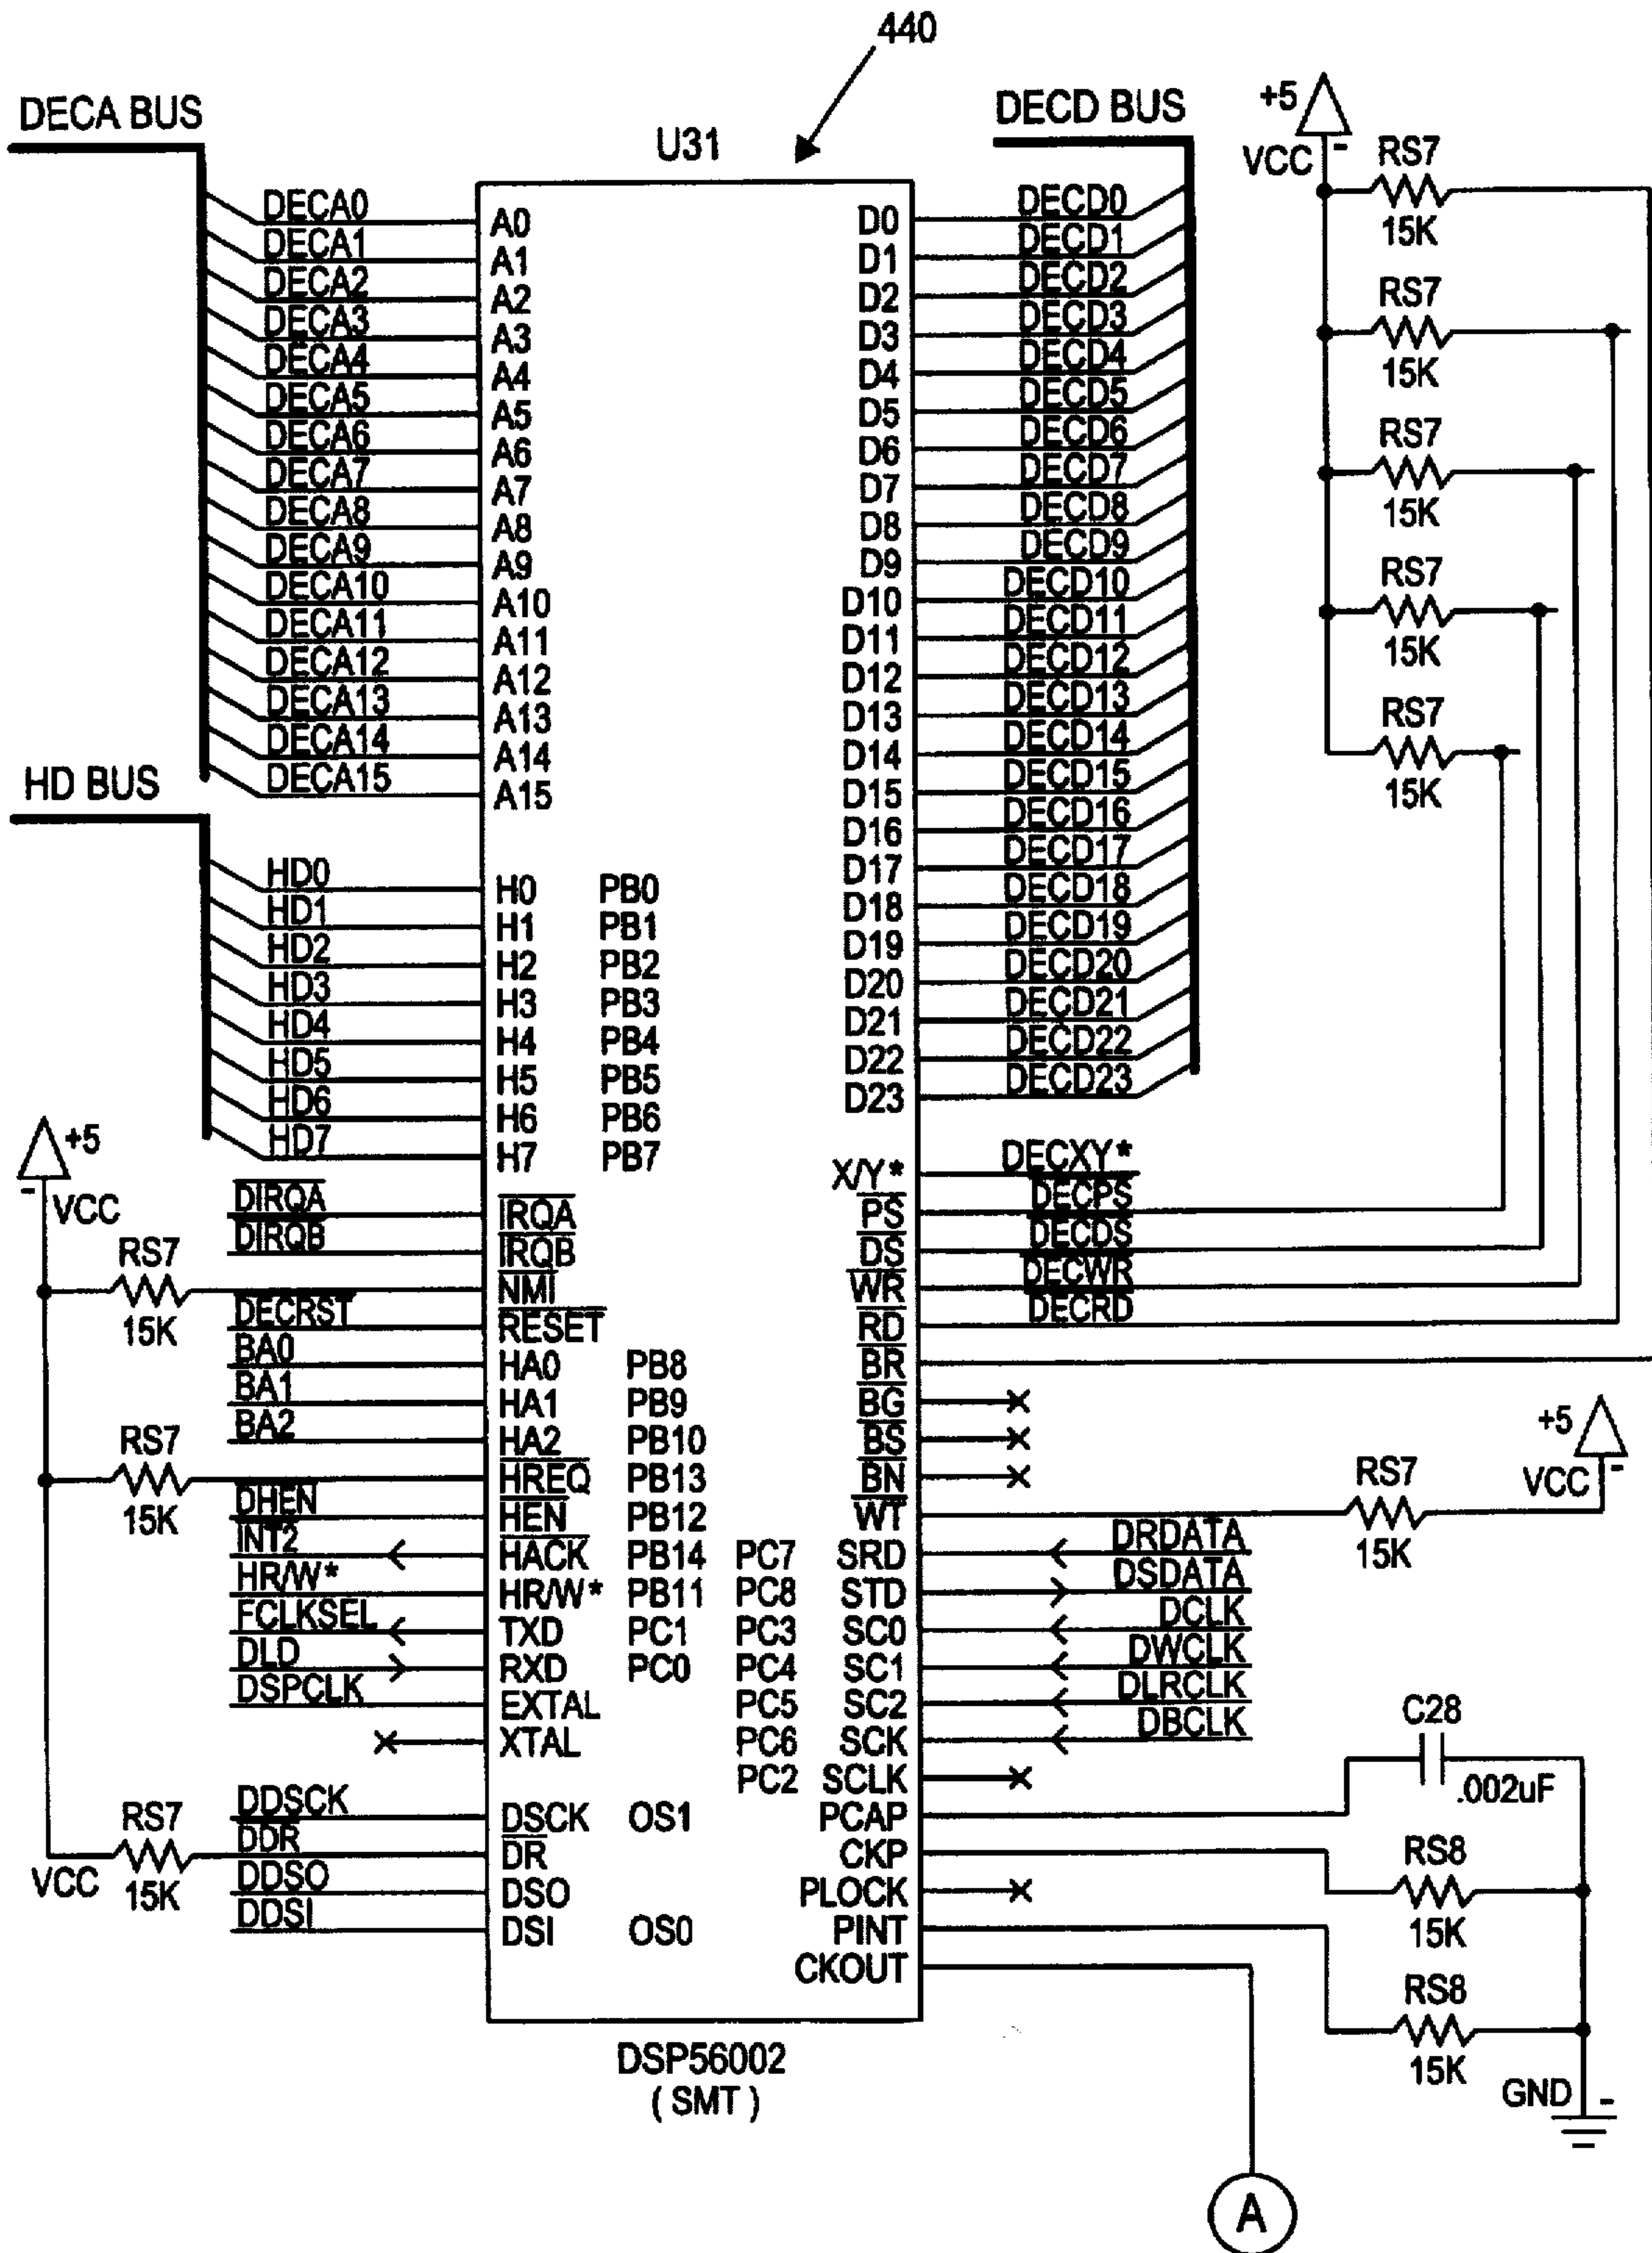 440
DECA BUS
U31
DECD BUS
+5
VCC
RS7
15K
RS7
15K
RS7
15K
RS7
15K
RS7
15K
DECA0 A0 D0 DECD0
DECA1 A1 D1 DECD1
DECA2 A2 D2 DECD2
DECA3 A3 D3 DECD3
DECA4 A4 D4 DECD4
DECA5 A5 D5 DECD5
DECA6 A6 D6 DECD6
DECA7 A7 D7 DECD7
DECA8 A8 D8 DECD8
DECA9 A9 D9 DECD9
DECA10 A10 D10 DECD10
DECA11 A11 D11 DECD11
DECA12 A12 D12 DECD12
DECA13 A13 D13 DECD13
DECA14 A14 D14 DECD14
DECA15 A15 D15 DECD15
HD BUS
D16 DECD16
D17 DECD17
HD0 H0 PB0 D18 DECD18
HD1 H1 PB1 D19 DECD19
HD2 H2 PB2 D20 DECD20
HD3 H3 PB3 D21 DECD21
HD4 H4 PB4 D22 DECD22
HD5 H5 PB5 D23 DECD23
HD6 H6 PB6
HD7 H7 PB7 X/Y* DECXY*
+5
VCC
DIRQA IRQA PS DECPS
DIRQB IRQB DS DECDS
RS7
15K
NMI WR DECWR
DECRST RESET RD DECRD
BA0 HA0 PB8 BR
BA1 HA1 PB9 BG
BA2 HA2 PB10 BS
RS7
15K
HREQ PB13 BN
DHEN HEN PB12 WT
RS7
15K
+5
VCC
INT2 HACK PB14 PC7 SRD DRDATA
HR/W* HR/W* PB11 PC8 STD DSDATA
FCLKSEL TXD PC1 PC3 SC0 DCLK
DLD RXD PC0 PC4 SC1 DWCLK
DSPCLK EXTAL PC5 SC2 DLRCLK
XTAL PC6 SCK DBCLK
PC2 SCLK
C28
.002uF
DDSCK DSCK OS1 PCAP
RS7
15K
VCC
DDR DR CKP
RS8
15K
DDSO DSO PLOCK
DDSI DSI OS0 PINT
RS8
15K
CKOUT
GND
DSP56002
( SMT )
A